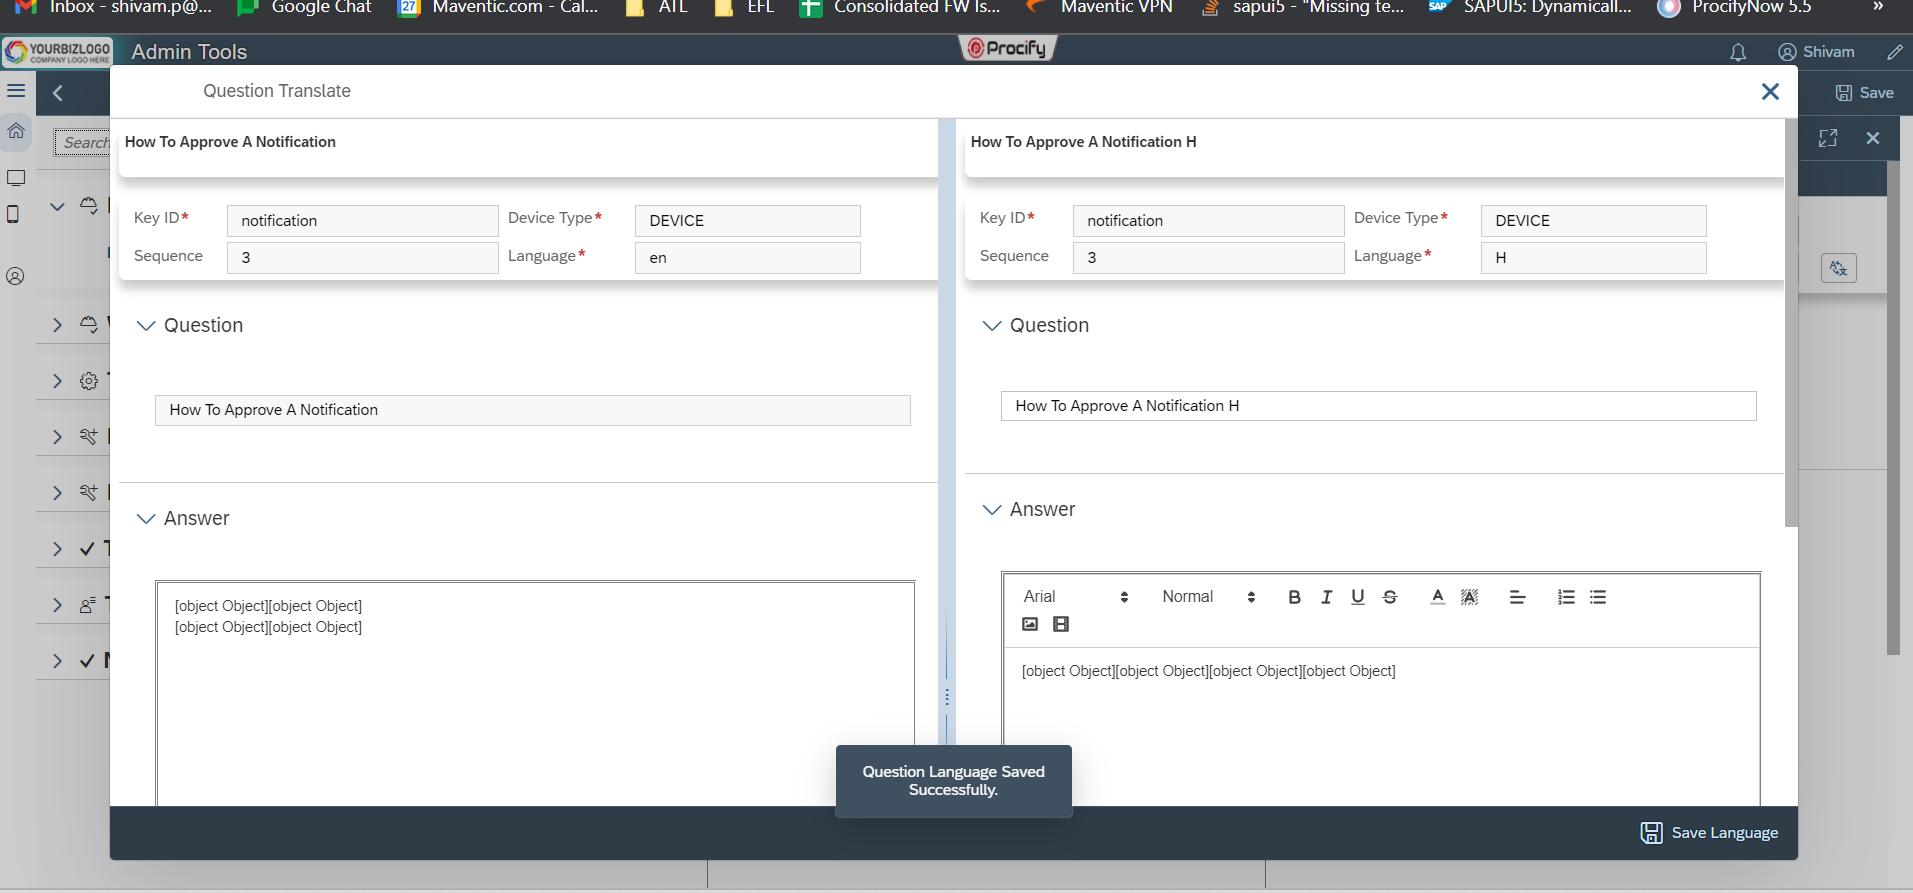 Inbox - shivam.p@...
Google Chat
27
Maventic.com - Cal...
ATL
EFL
Consolidated FW Is...
Maventic VPN
sapui5 - "Missing te...
SAP
SAPUI5: Dynamicall...
ProcifyNow 5.5
»
YOURBIZLOGO
COMPANY LOGO HERE
Admin Tools
Procify
Shivam
Question Translate
Save
Search
How To Approve A Notification
How To Approve A Notification H
Key ID*
notification
Device Type*
DEVICE
Key ID*
notification
Device Type*
DEVICE
Sequence
3
Language*
en
Sequence
3
Language*
H
Question
Question
How To Approve A Notification
How To Approve A Notification H
Answer
Answer
[object Object][object Object]
[object Object][object Object]
Arial
Normal
B I U S A A
[object Object][object Object][object Object][object Object]
Question Language Saved
Successfully.
Save Language